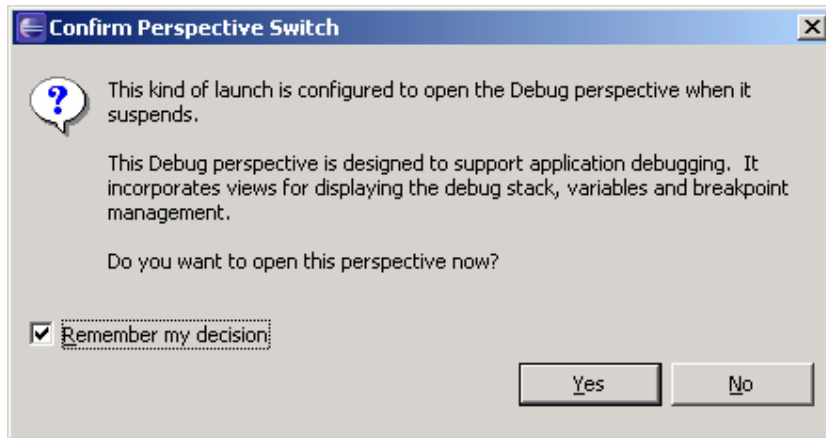 Confirm Perspective Switch
This kind of launch is configured to open the Debug perspective when it
suspends.
This Debug perspective is designed to support application debugging.  It
incorporates views for displaying the debug stack, variables and breakpoint
management.
Do you want to open this perspective now?
Remember my decision
Yes
No